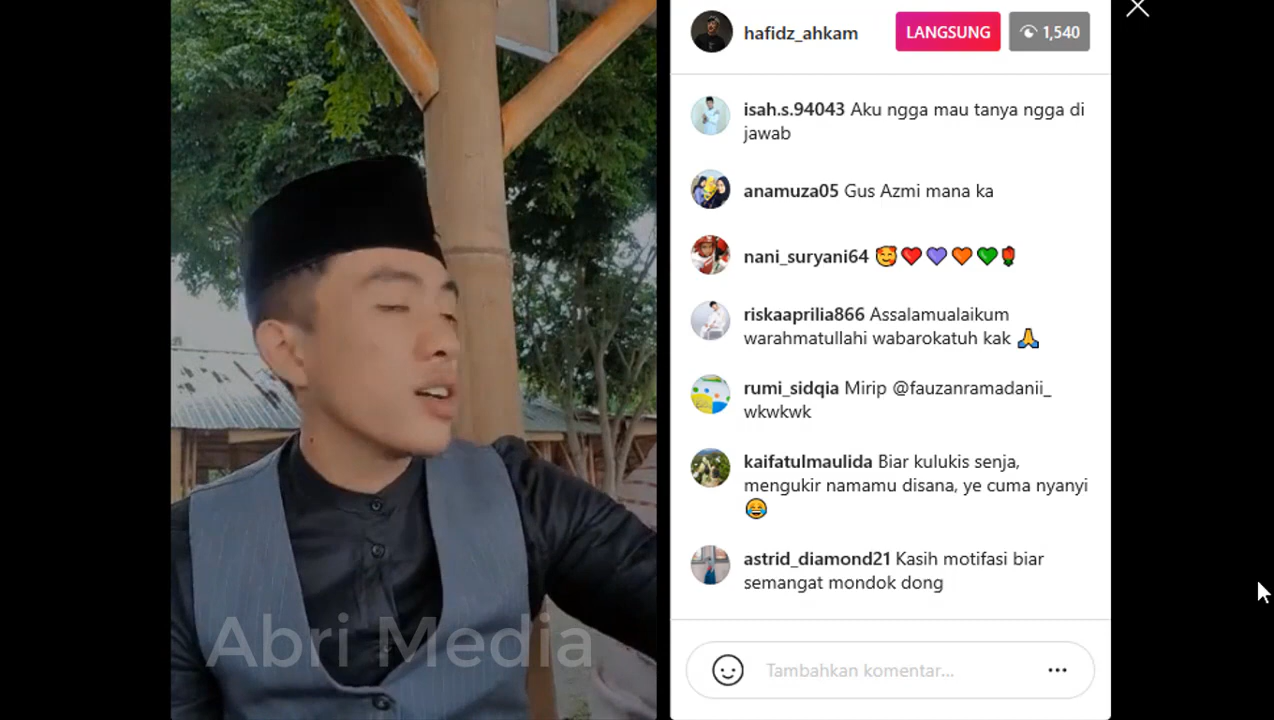 hafidz_ahkam
LANGSUNG
1,540
isah.s.94043 Aku ngga mau tanya ngga di
jawab
anamuza05 Gus Azmi mana ka
nani_suryani64 🥰❤️💜🧡💚🌹
riskaaprilia866 Assalamualaikum
warahmatullahi wabarokatuh kak 🙏
rumi_sidqia Mirip @fauzanramadanii_
wkwkwk
kaifatulmaulida Biar kulukis senja,
mengukir namamu disana, ye cuma nyanyi
😂
astrid_diamond21 Kasih motifasi biar
semangat mondok dong
Tambahkan komentar...
Abri Media